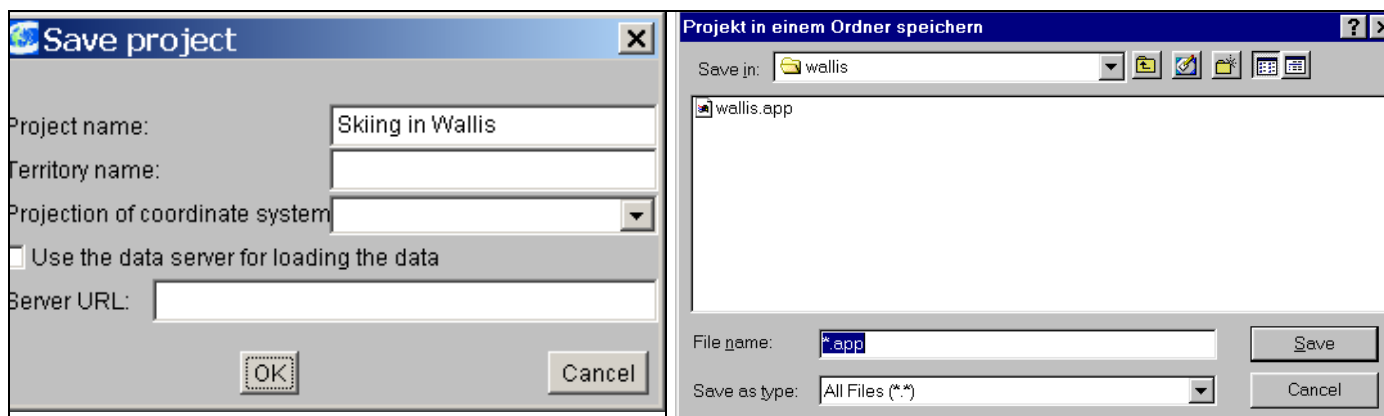 Save project
Project name: Skiing in Wallis
Territory name:
Projection of coordinate system
Use the data server for loading the data
Server URL:
OK Cancel
Projekt in einem Ordner speichern
Save in: wallis
wallis.app
File name: *.app Save
Save as type: All Files (*.*) Cancel